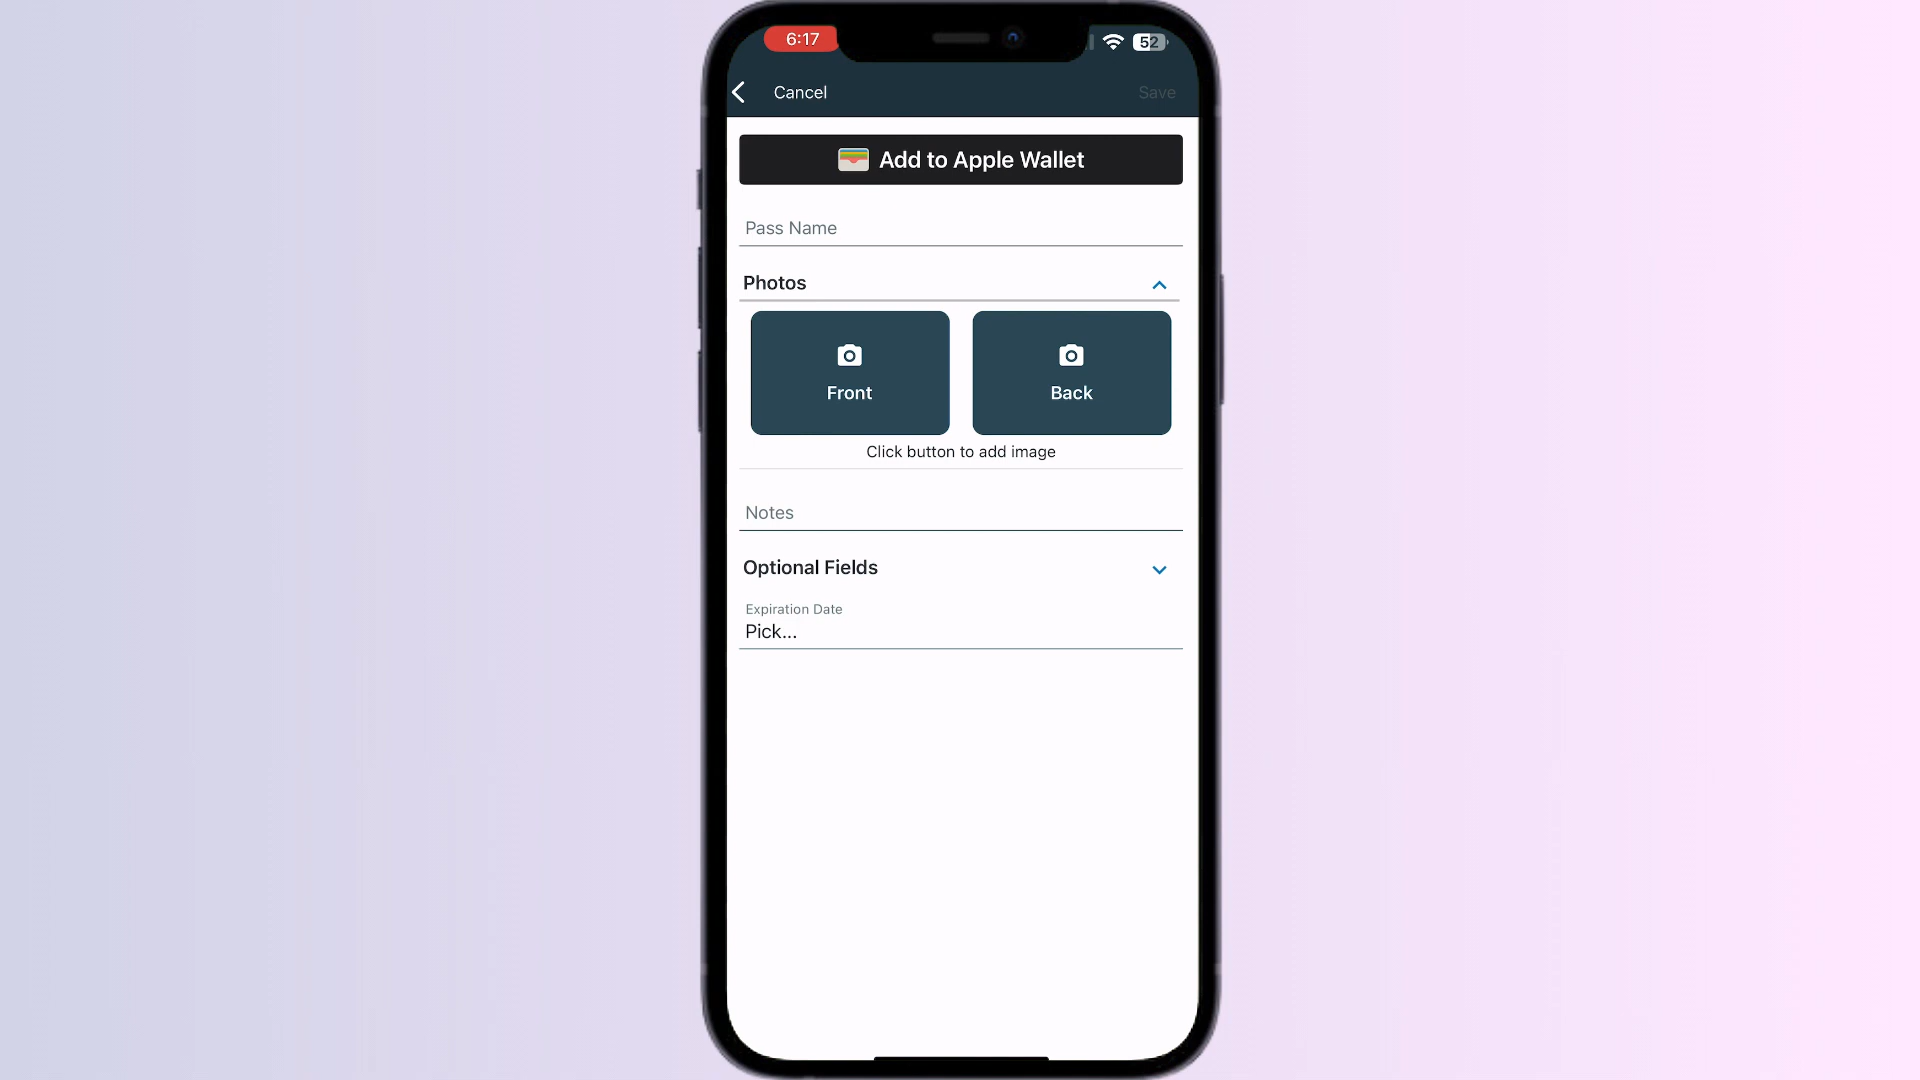 6:17
52
Cancel
Save
Add to Apple Wallet
Pass Name
Photos
Front
Back
Click button to add image
Notes
Optional Fields
Expiration Date
Pick...